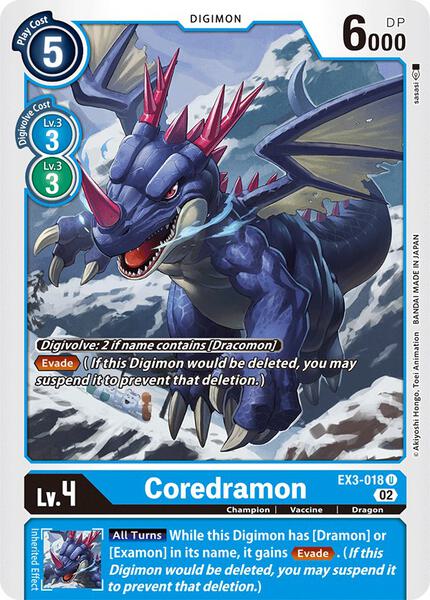 Play Cost
5
DIGIMON
DP
6000
sasasi
Digivolve Cost
Lv.3
3
Lv.3
3
Digivolve: 2 if name contains [Dracomon]
Evade (If this Digimon would be deleted, you may
suspend it to prevent that deletion.)
© Akiyoshi Hongo, Toei Animation BANDAI MADE IN JAPAN
Lv.4
Coredramon
EX3-018 U
02
Champion | Vaccine | Dragon
Inherited Effect
All Turns While this Digimon has [Dramon] or
[Examon] in its name, it gains Evade. (If this
Digimon would be deleted, you may suspend it
to prevent that deletion.)